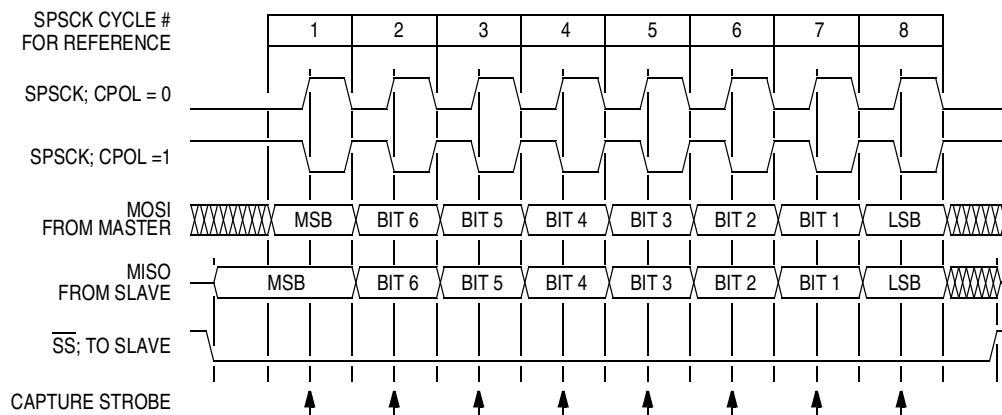 SPSCK CYCLE #
FOR REFERENCE
1 2 3 4 5 6 7 8
SPSCK; CPOL = 0
SPSCK; CPOL =1
MOSI
FROM MASTER
MSB BIT 6 BIT 5 BIT 4 BIT 3 BIT 2 BIT 1 LSB
MISO
FROM SLAVE
MSB BIT 6 BIT 5 BIT 4 BIT 3 BIT 2 BIT 1 LSB
SS; TO SLAVE
CAPTURE STROBE